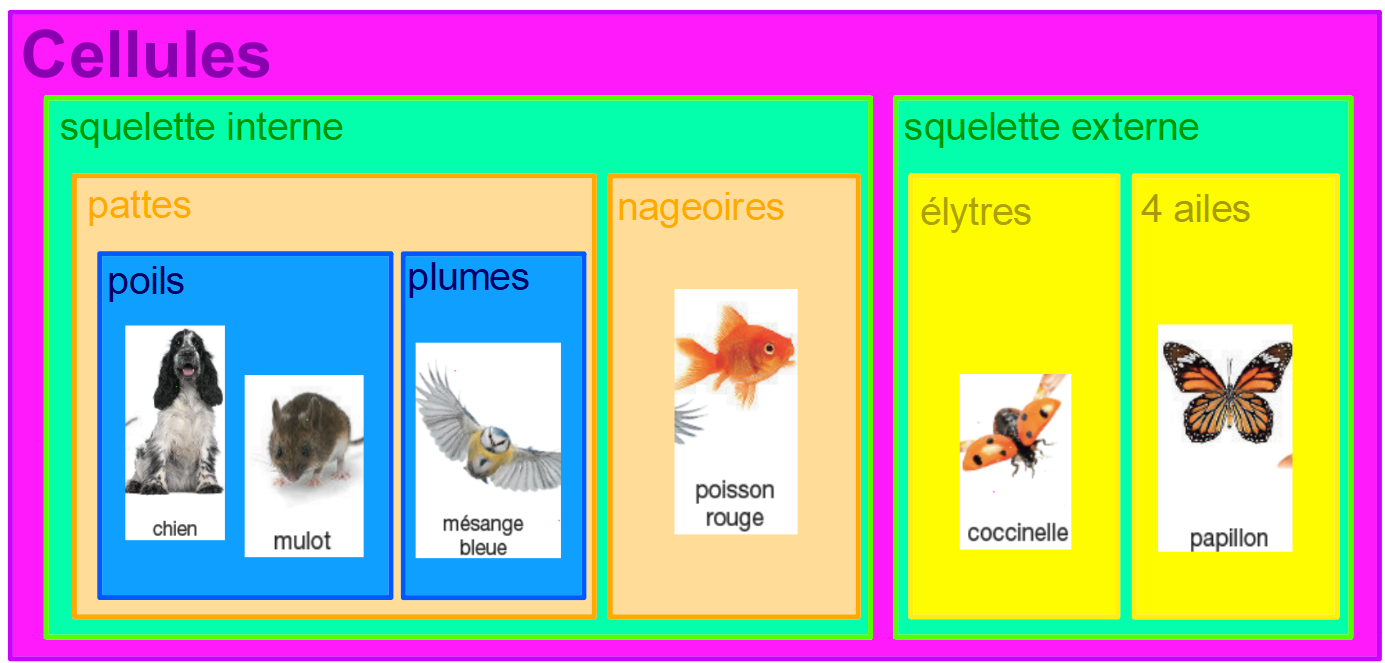 Cellules
squelette interne
squelette externe
pattes
nageoires
élytres
4 ailes
poils
plumes
chien
mulot
mésange
bleue
poisson
rouge
coccinelle
papillon